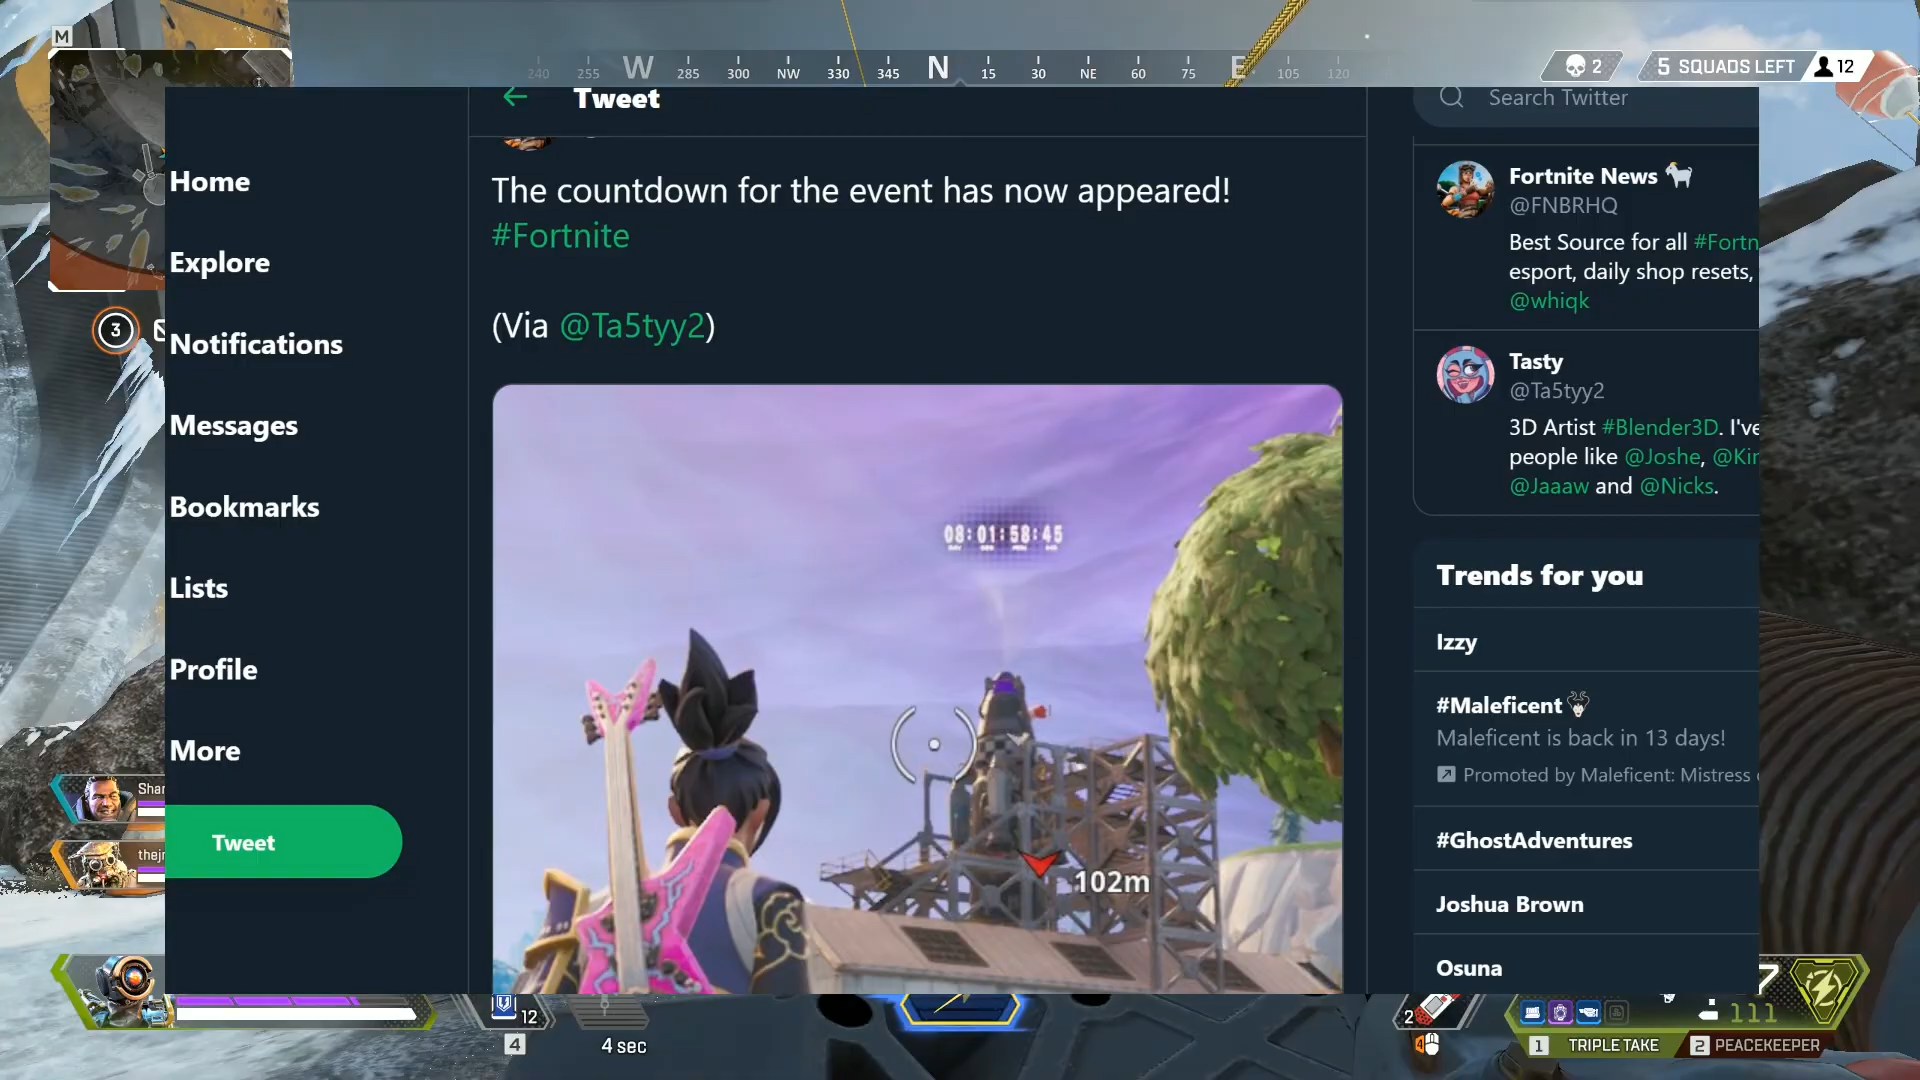 M
240 255 W 285 300 NW 330 345 N 15 30 NE 60 75 E 105 120
2
5 SQUADS LEFT 12
3
Home
Explore
Notifications
Messages
Bookmarks
Lists
Profile
More
Tweet
Tweet
The countdown for the event has now appeared!
#Fortnite
(Via @Ta5tyy2)
08:01:58:45
102m
Search Twitter
Fortnite News
@FNBRHQ
Best Source for all #Fortn
esport, daily shop resets,
@whiqk
Tasty
@Ta5tyy2
3D Artist #Blender3D. I've
people like @Joshe, @Kir
@Jaaaw and @Nicks.
Trends for you
Izzy
#Maleficent
Maleficent is back in 13 days!
Promoted by Maleficent: Mistress
#GhostAdventures
Joshua Brown
Osuna
Shar
thejr
12
4
4 sec
2
4
111
1 TRIPLE TAKE
2 PEACEKEEPER